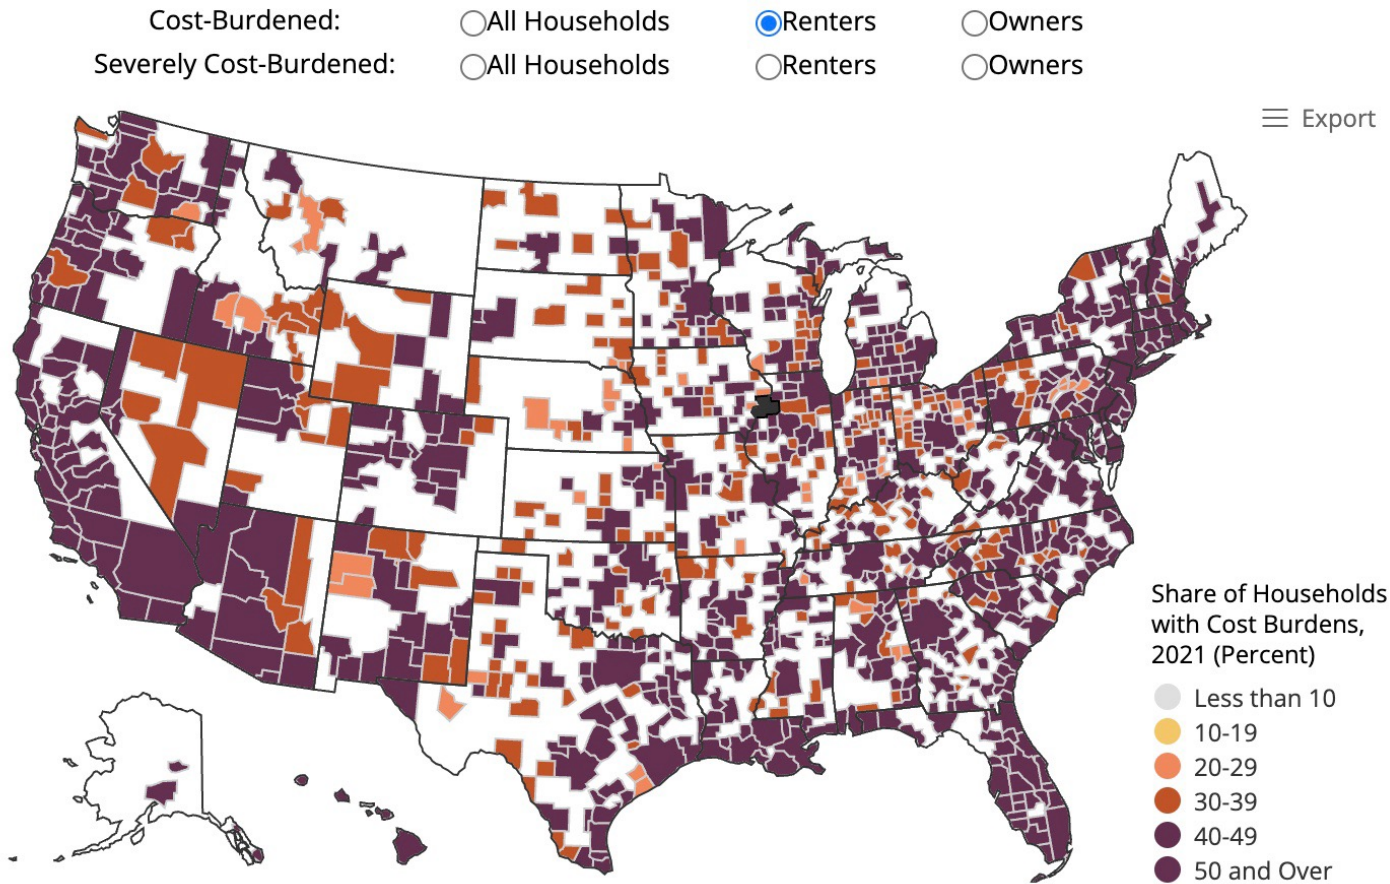 Cost-Burdened: All Households Renters Owners
Severely Cost-Burdened: All Households Renters Owners
Export
Share of Households
with Cost Burdens,
2021 (Percent)
Less than 10
10-19
20-29
30-39
40-49
50 and Over